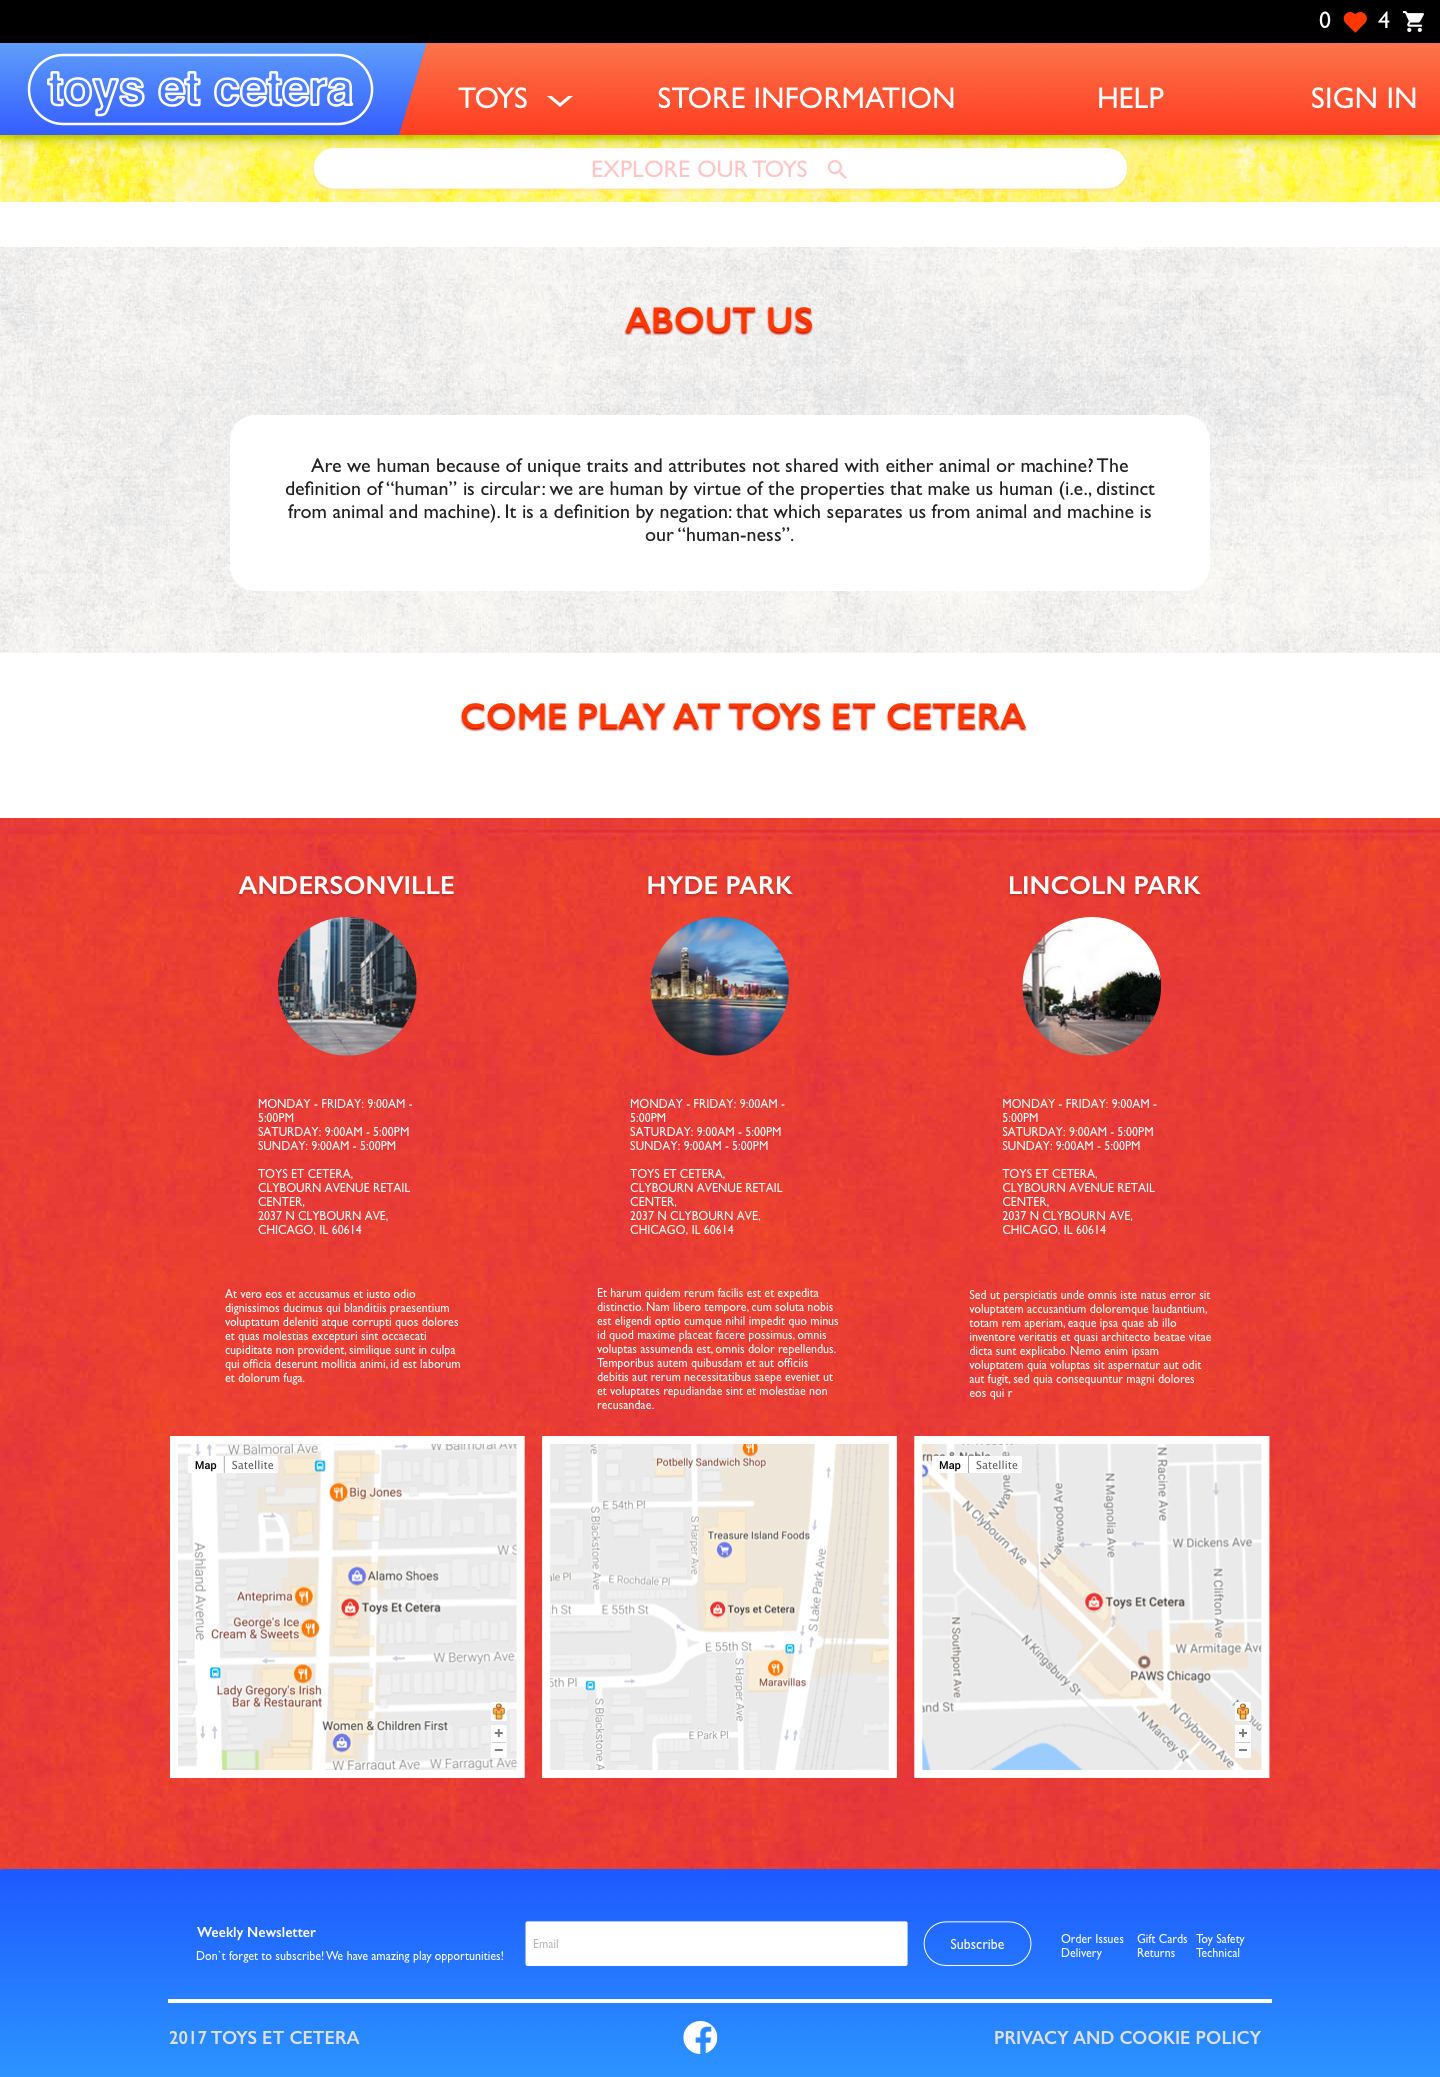 0 4
toys et cetera
TOYS
STORE INFORMATION
HELP
SIGN IN
EXPLORE OUR TOYS
ABOUT US
Are we human because of unique traits and attributes not shared with either animal or machine? The
definition of “human” is circular: we are human by virtue of the properties that make us human (i.e., distinct
from animal and machine). It is a definition by negation: that which separates us from animal and machine is
our “human-ness”.
COME PLAY AT TOYS ET CETERA
ANDERSONVILLE
MONDAY - FRIDAY: 9:00AM -
5:00PM
SATURDAY: 9:00AM - 5:00PM
SUNDAY: 9:00AM - 5:00PM
TOYS ET CETERA,
CLYBOURN AVENUE RETAIL
CENTER,
2037 N CLYBOURN AVE,
CHICAGO, IL 60614
At vero eos et accusamus et iusto odio
dignissimos ducimus qui blanditiis praesentium
voluptatum deleniti atque corrupti quos dolores
et quas molestias excepturi sint occaecati
cupiditate non provident, similique sunt in culpa
qui officia deserunt mollitia animi, id est laborum
et dolorum fuga.
W Balmoral Ave
W Balmoral Ave
Map
Satellite
Big Jones
Ashland Avenue
W S
Alamo Shoes
Anteprima
Toys Et Cetera
George's Ice
Cream & Sweets
W Berwyn Ave
Lady Gregory's Irish
Bar & Restaurant
Women & Children First
W Farragut Ave
W Farragut Ave
HYDE PARK
MONDAY - FRIDAY: 9:00AM -
5:00PM
SATURDAY: 9:00AM - 5:00PM
SUNDAY: 9:00AM - 5:00PM
TOYS ET CETERA,
CLYBOURN AVENUE RETAIL
CENTER,
2037 N CLYBOURN AVE,
CHICAGO, IL 60614
Et harum quidem rerum facilis est et expedita
distinctio. Nam libero tempore, cum soluta nobis
est eligendi optio cumque nihil impedit quo minus
id quod maxime placeat facere possimus, omnis
voluptas assumenda est, omnis dolor repellendus.
Temporibus autem quibusdam et aut officiis
debitis aut rerum necessitatibus saepe eveniet ut
et voluptates repudiandae sint et molestiae non
recusandae.
ve
Potbelly Sandwich Shop
E 54th Pl
S Blackstone Ave
S Harper Ave
Treasure Island Foods
ale Pl
E Rochdale Pl
S Lake Park Ave
th St
E 55th St
Toys et Cetera
E 55th St
5th Pl
S Harper Ave
Maravillas
S Blackstone A
E Park Pl
LINCOLN PARK
MONDAY - FRIDAY: 9:00AM -
5:00PM
SATURDAY: 9:00AM - 5:00PM
SUNDAY: 9:00AM - 5:00PM
TOYS ET CETERA,
CLYBOURN AVENUE RETAIL
CENTER,
2037 N CLYBOURN AVE,
CHICAGO, IL 60614
Sed ut perspiciatis unde omnis iste natus error sit
voluptatem accusantium doloremque laudantium,
totam rem aperiam, eaque ipsa quae ab illo
inventore veritatis et quasi architecto beatae vitae
dicta sunt explicabo. Nemo enim ipsam
voluptatem quia voluptas sit aspernatur aut odit
aut fugit, sed quia consequuntur magni dolores
eos qui r
Map
Satellite
N Wayne
N Lakewood Ave
N Magnolia Ave
N Racine Ave
N Clybourn Ave
W Dickens Ave
N Clifton Ave
Toys Et Cetera
N Southport Ave
N Kingsbury St
W Armitage Ave
PAWS Chicago
and St
N Marcey St
N Clybourn Ave
Weekly Newsletter
Don`t forget to subscribe! We have amazing play opportunities!
Email
Subscribe
Order Issues Gift Cards Toy Safety
Delivery Returns Technical
2017 TOYS ET CETERA
PRIVACY AND COOKIE POLICY